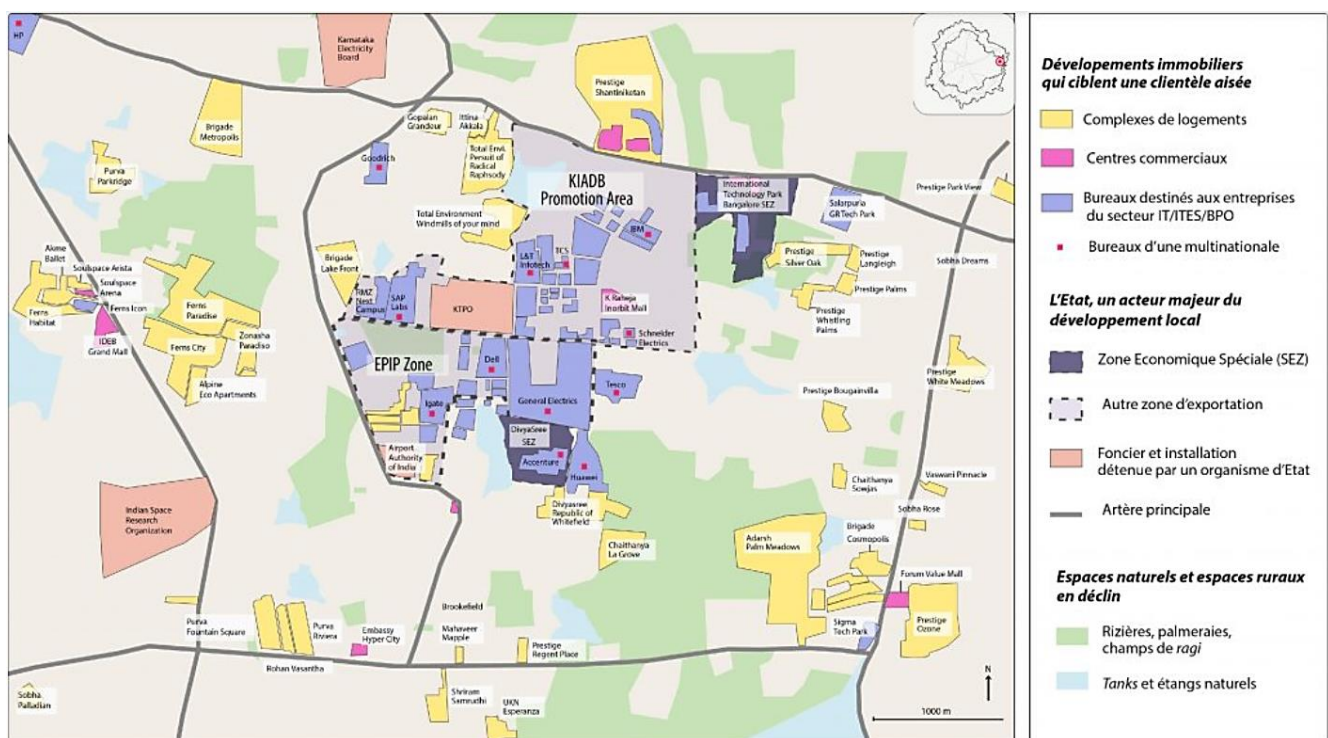 HP
Karnataka
Electricity
Board
Prestige
Shantiniketan
Brigade
Metropolis
Gopalan
Grandeur
Ittina
Akkala
Total Envi.
Persuit of
Radical
Raphsody
Goodrich
Purva
Parkridge
KIADB
Promotion Area
International
Technology Park
Bangalore SEZ
Salarpuria
GR Tech Park
Prestige Park View
Total Environment
Windmills of your mind
IBM
TCS
L&T
Infotech
Prestige
Silver Oak
Prestige
Langleigh
Sobha Dreams
Akme
Ballet
Soulspace Arista
Soulspace
Arena
Ferns Icon
Ferns
Habitat
IDEB
Grand Mall
Ferns
Paradise
Ferns City
Zonasha
Paradiso
Alpine
Eco Apartments
Brigade
Lake Front
RMZ
Next
Campus
SAP
Labs
KTPO
K Raheja
Inorbit Mall
Schneider
Electrics
Prestige Palms
Prestige
Whistling
Palms
Prestige
White Meadows
EPIP Zone
Dell
Igate
General Electrics
Tesco
Prestige Bougainvilla
DivyaSree
SEZ
Accenture
Huawei
Airport
Authority
of India
Divyasree
Republic of
Whitefield
Chaithanya
La Grove
Chaithanya
Sowjas
Vaswani Pinnacle
Sobha Rose
Indian Space
Research
Organization
Adarsh
Palm Meadows
Brigade
Cosmopolis
Forum Value Mall
Prestige
Ozone
Sigma
Tech Park
Purva
Fountain Square
Purva
Riviera
Rohan Vasantha
Embassy
Hyper City
Brookefield
Mahaveer
Mapple
Prestige
Regent Place
Sobha
Palladian
Shriram
Samrudhi
UKN
Esperanza
N
1000 m
Dévelopements immobiliers
qui ciblent une clientèle aisée
Complexes de logements
Centres commerciaux
Bureaux destinés aux entreprises
du secteur IT/ITES/BPO
Bureaux d'une multinationale
L'Etat, un acteur majeur du
développement local
Zone Economique Spéciale (SEZ)
Autre zone d'exportation
Foncier et installation
détenue par un organisme d'Etat
Artère principale
Espaces naturels et espaces ruraux
en déclin
Rizières, palmeraies,
champs de ragi
Tanks et étangs naturels